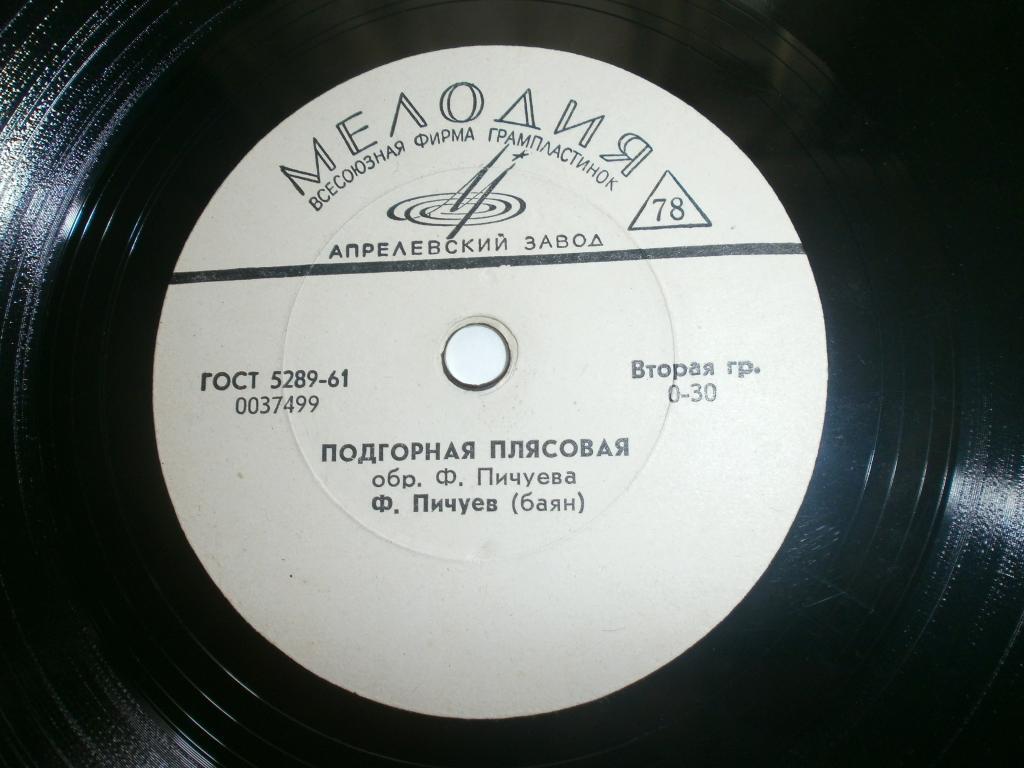 МЕЛОДИЯ
ВСЕСОЮЗНАЯ ФИРМА ГРАМПЛАСТИНОК
78
АПРЕЛЕВСКИЙ ЗАВОД
ГОСТ 5289-61
0037499
Вторая гр.
0-30
ПОДГОРНАЯ ПЛЯСОВАЯ
обр. Ф. Пичуева
Ф. Пичуев (баян)